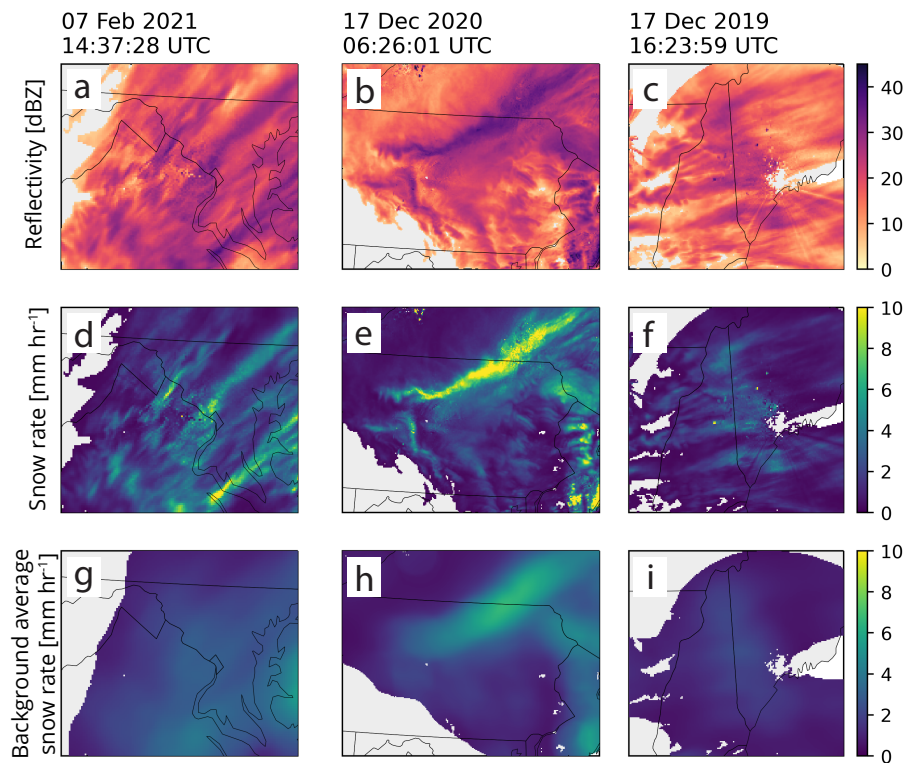 07 Feb 2021
14:37:28 UTC
17 Dec 2020
06:26:01 UTC
17 Dec 2019
16:23:59 UTC
Reflectivity [dBZ]
a
b
c
40
30
20
10
0
Snow rate [mm hr⁻¹]
d
e
f
10
8
6
4
2
0
Background average
snow rate [mm hr⁻¹]
g
h
i
10
8
6
4
2
0